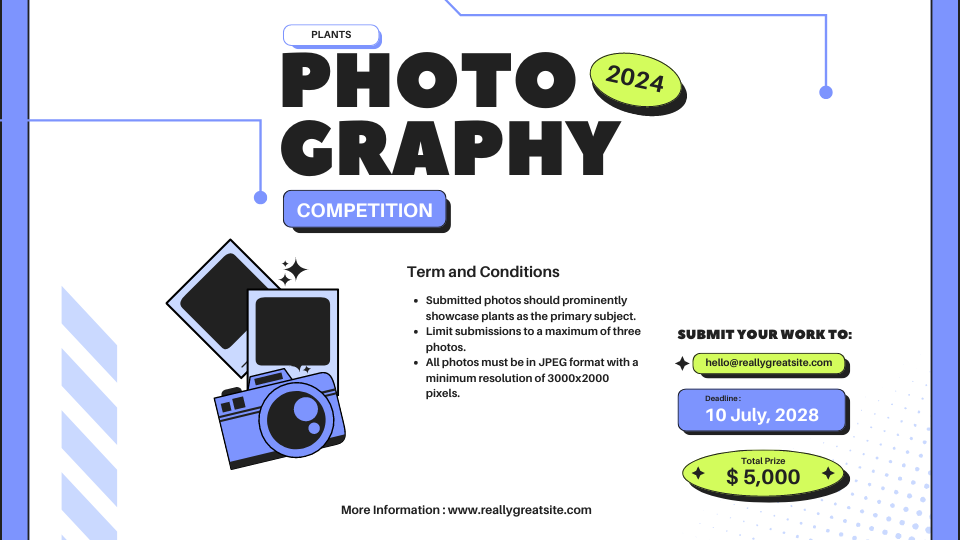 PLANTS
PHOTO
2024
GRAPHY
COMPETITION
Term and Conditions
• Submitted photos should prominently
showcase plants as the primary subject.
• Limit submissions to a maximum of three
photos.
• All photos must be in JPEG format with a
minimum resolution of 3000x2000
pixels.
SUBMIT YOUR WORK TO:
hello@reallygreatsite.com
Deadline:
10 July, 2028
Total Prize
$ 5,000
More Information : www.reallygreatsite.com